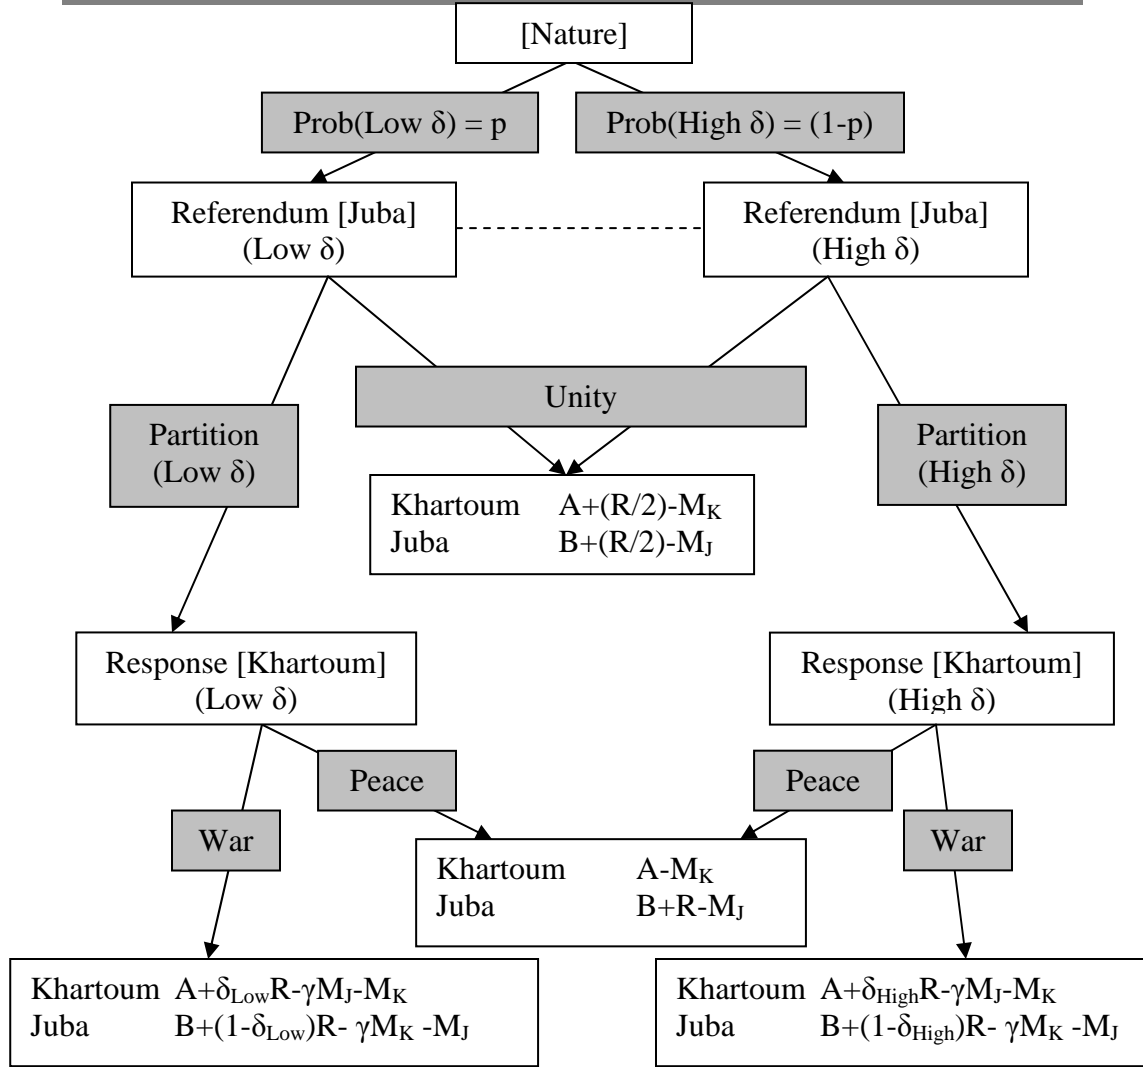 [Nature]
Prob(Low δ) = p
Prob(High δ) = (1-p)
Referendum [Juba]
(Low δ)
Referendum [Juba]
(High δ)
Unity
Partition
(Low δ)
Partition
(High δ)
Khartoum A+(R/2)-M_K
Juba B+(R/2)-M_J
Response [Khartoum]
(Low δ)
Response [Khartoum]
(High δ)
Peace
Peace
War
War
Khartoum A-M_K
Juba B+R-M_J
Khartoum A+δ_LowR-γM_J-M_K
Juba B+(1-δ_Low)R- γM_K -M_J
Khartoum A+δ_HighR-γM_J-M_K
Juba B+(1-δ_High)R- γM_K -M_J